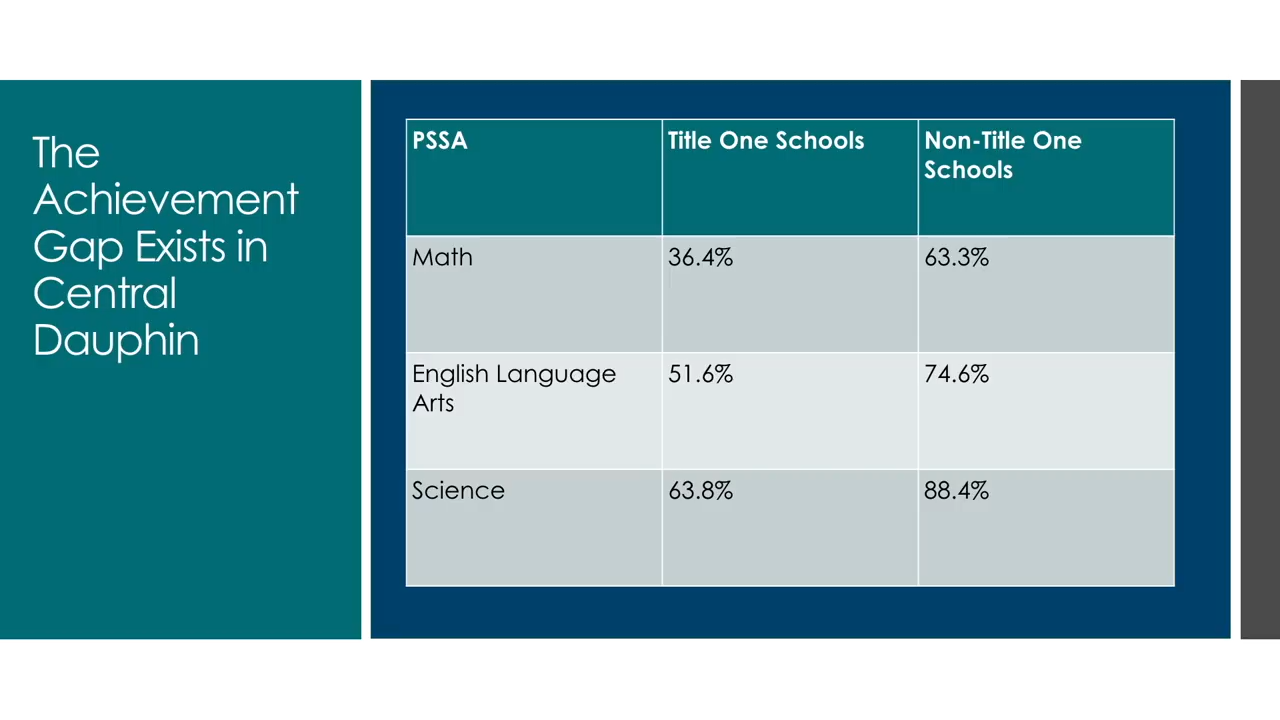 The
Achievement
Gap Exists in
Central
Dauphin
PSSA
Title One Schools
Non-Title One
Schools
Math
36.4%
63.3%
English Language
Arts
51.6%
74.6%
Science
63.8%
88.4%